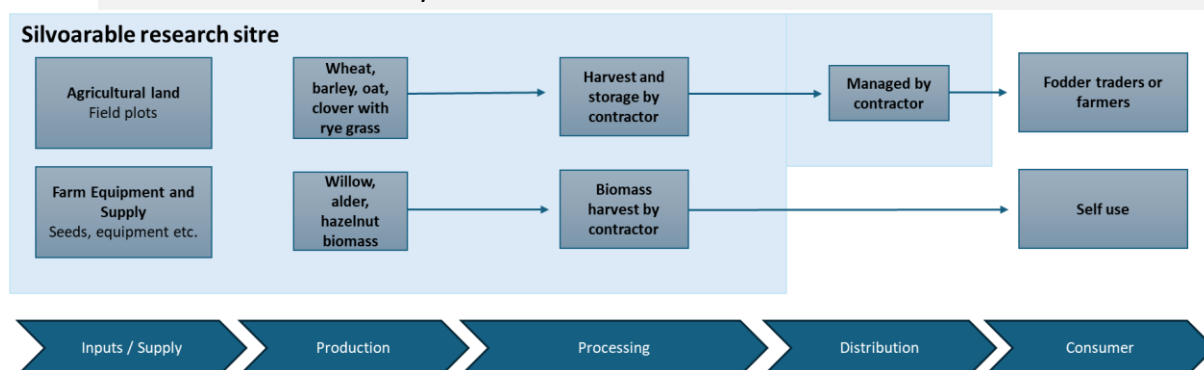 Silvoarable research sitre
Agricultural land
Field plots
Wheat,
barley, oat,
clover with
rye grass
Harvest and
storage by
contractor
Managed by
contractor
Fodder traders or
farmers
Farm Equipment and
Supply
Seeds, equipment etc.
Willow,
alder,
hazelnut
biomass
Biomass
harvest by
contractor
Self use
Inputs / Supply
Production
Processing
Distribution
Consumer